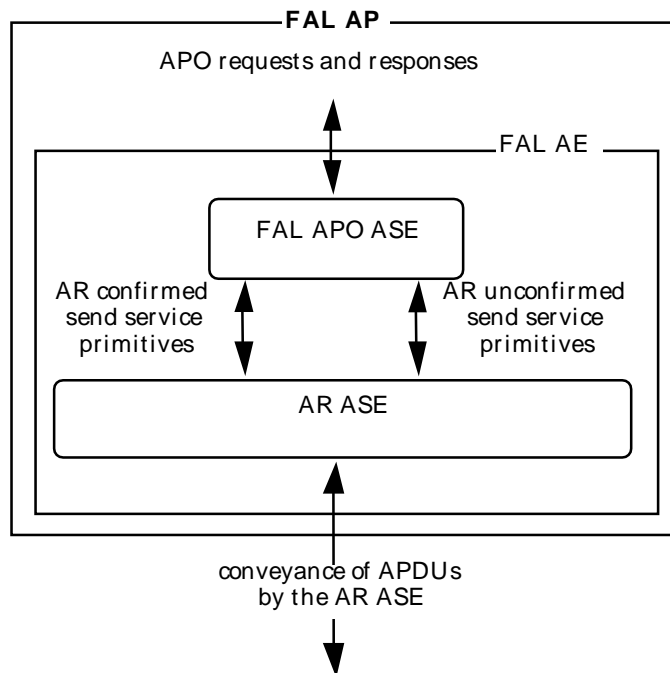 FAL AP
APO requests and responses
FAL AE
FAL APO ASE
AR confirmed
send service
primitives
AR unconfirmed
send service
primitives
AR ASE
conveyance of APDUs
by the AR ASE